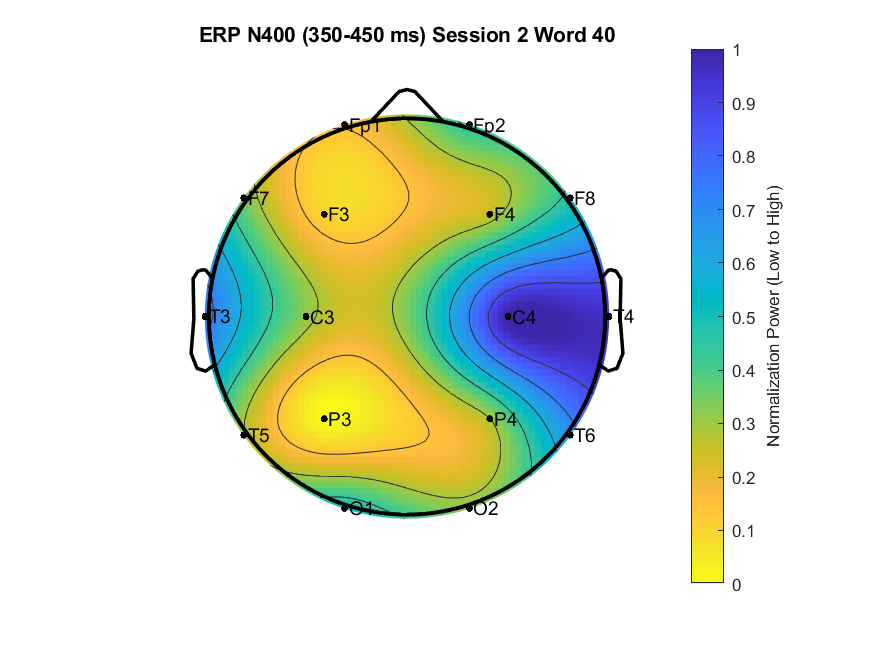 ERP N400 (350-450 ms) Session 2 Word 40
Fp1
Fp2
F7
F3
F4
F8
T3
C3
C4
T4
P3
P4
T5
T6
O1
O2
1
0.9
0.8
0.7
0.6
0.5
0.4
0.3
0.2
0.1
0
Normalization Power (Low to High)